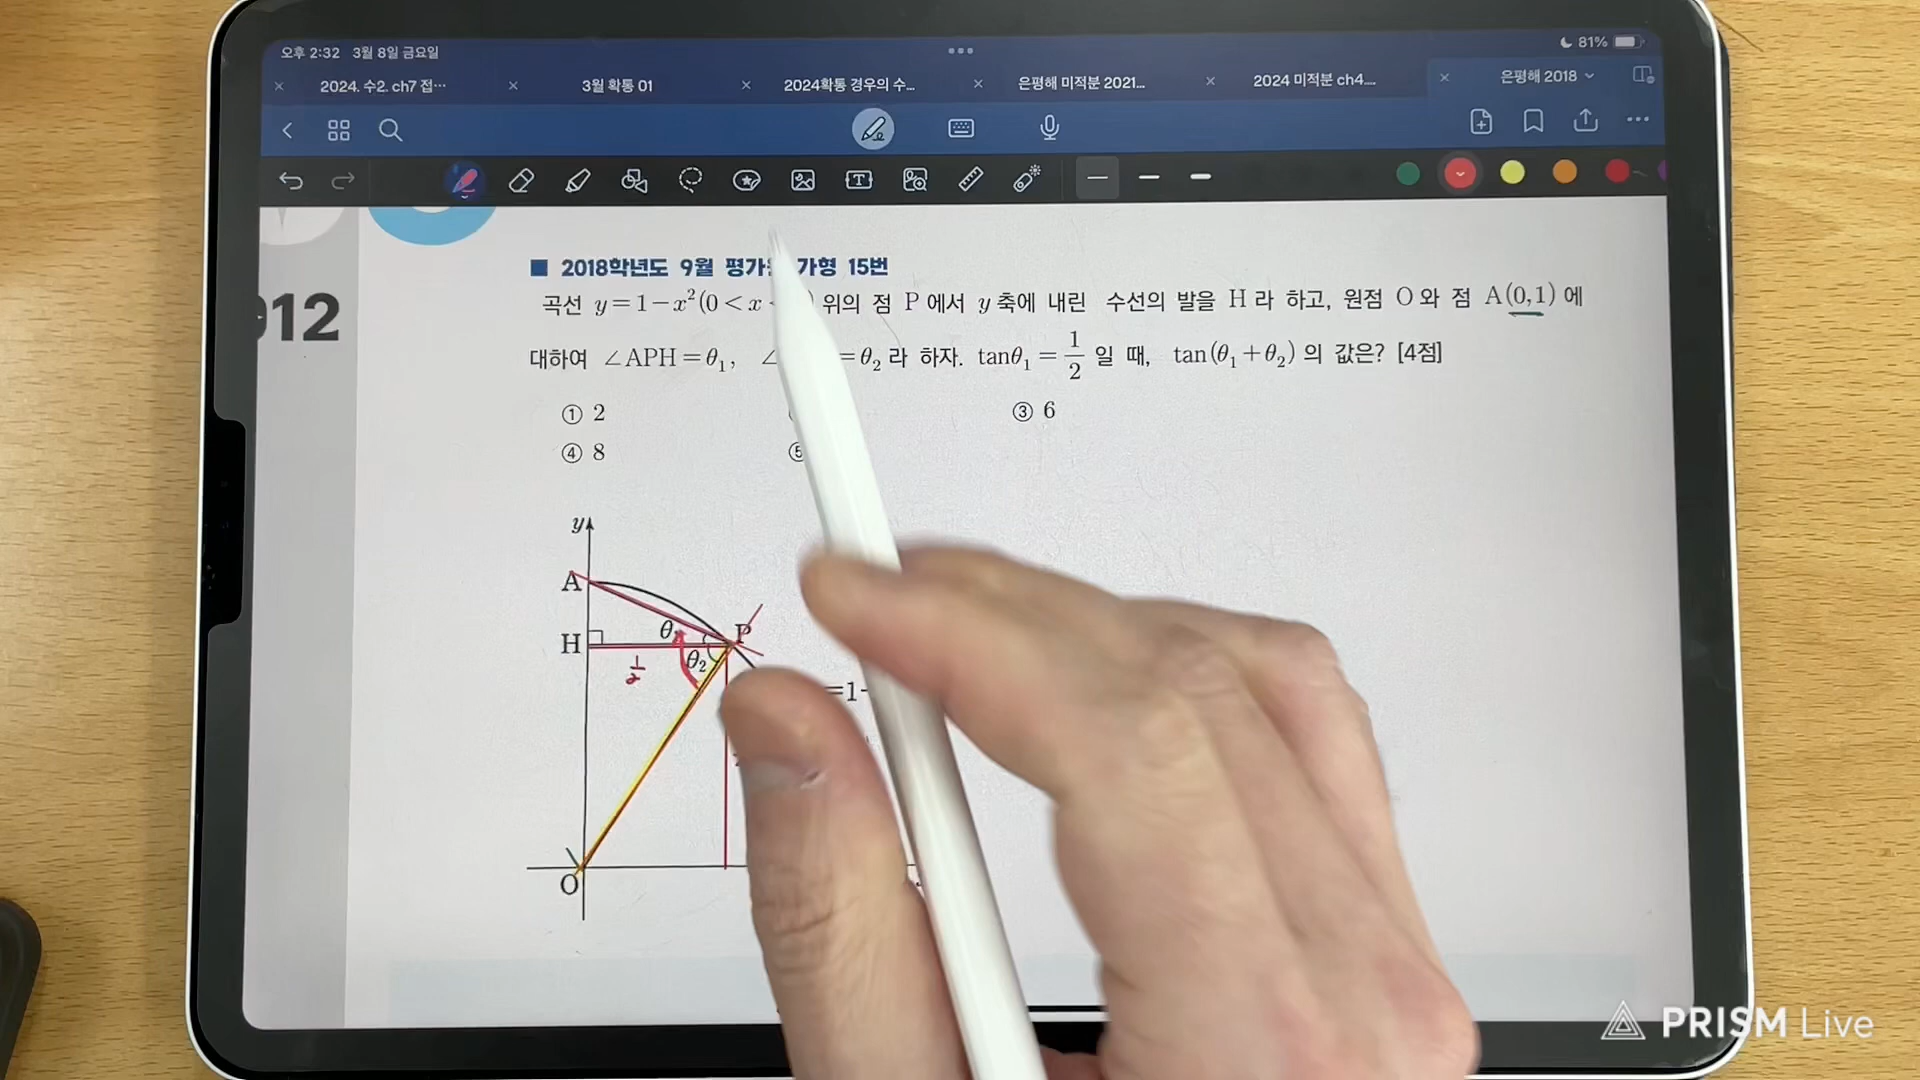 오후 2:32 3월 8일 금요일
81%
2024. 수2. ch7 접…
3월 확통 01
2024확통 경우의 수…
은평해 미적분 2021…
2024 미적분 ch4.…
은평해 2018
T
012
■ 2018학년도 9월 가형 15번
곡선 y=1−x²(0<x 위의 점 P에서 y축에 내린 수선의 발을 H라 하고, 원점 O와 점 A(0,1)에
대하여 ∠APH=θ₁, ∠ =θ₂라 하자. tanθ₁=1/2일 때, tan(θ₁+θ₂)의 값은? [4점]
① 2 ③ 6
④ 8 ⑤
y
A
H θ P
1/2 θ₂
=1-
O
PRISM Live